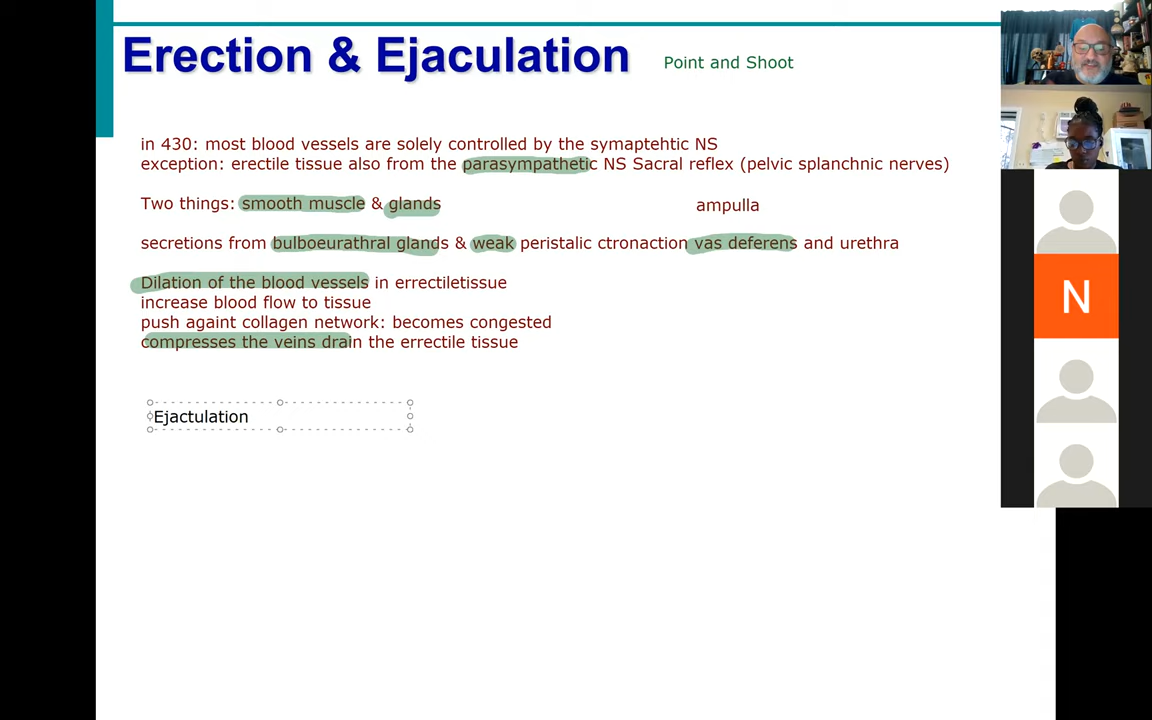 Erection & Ejaculation
Point and Shoot
in 430: most blood vessels are solely controlled by the symaptehtic NS
exception: erectile tissue also from the parasympathetic NS Sacral reflex (pelvic splanchnic nerves)
Two things: smooth muscle & glands
ampulla
secretions from bulboeurathral glands & weak peristalic ctronaction vas deferens and urethra
Dilation of the blood vessels in errectiletissue
increase blood flow to tissue
push againt collagen network: becomes congested
compresses the veins drain the errectile tissue
Ejactulation
N